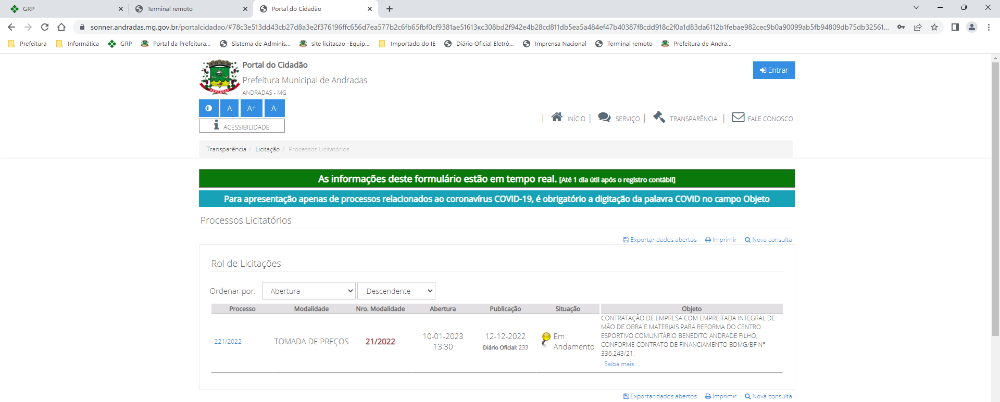 GRP
Terminal remoto
Portal do Cidadão
sonner.andradas.mg.gov.br/portalcidadao/#78c3e513dd43cb27d8a3e2f376196ffc656d7ea577b2c6fb65fbf0cf9381ae51613kc308bd2f942e4b28cd811db5ea5a484ef47b40387f8cdd918c2f0a1d83da6112b1febae982cec9b0a90099ab5fb94809db75db32561...
Prefeitura
Informática
GRP
Portal da Prefeitura...
Sistema de Adminis...
site licitacao -Equip...
Importado do IE
Diário Oficial Eletrô...
Imprensa Nacional
Terminal remoto
Prefeitura de Andra...
Portal do Cidadão
Prefeitura Municipal de Andradas
ANDRADAS - MG
ANDRADAS
Entrar
A A+ A-
ACESSIBILIDADE
| INÍCIO | SERVIÇO | TRANSPARÊNCIA | FALE CONOSCO
Transparência / Licitação / Processos Licitatórios
As informações deste formulário estão em tempo real. [Até 1 dia útil após o registro contábil]
Para apresentação apenas de processos relacionados ao coronavírus COVID-19, é obrigatório a digitação da palavra COVID no campo Objeto
Processos Licitatórios
Exportar dados abertos Imprimir Nova consulta
Rol de Licitações
Ordenar por: Abertura Descendente
Processo Modalidade Nro. Modalidade Abertura Publicação Situação Objeto
221/2022
TOMADA DE PREÇOS
21/2022
10-01-2023
13:30
12-12-2022
Diário Oficial: 233
Em
Andamento
CONTRATAÇÃO DE EMPRESA COM EMPREITADA INTEGRAL DE
MÃO DE OBRA E MATERIAIS PARA REFORMA DO CENTRO
ESPORTIVO COMUNITÁRIO BENEDITO ANDRADE FILHO,
CONFORME CONTRATO DE FINANCIAMENTO BDMG/BF N°
336.243/21.
Saiba mais ...
Exportar dados abertos Imprimir Nova consulta